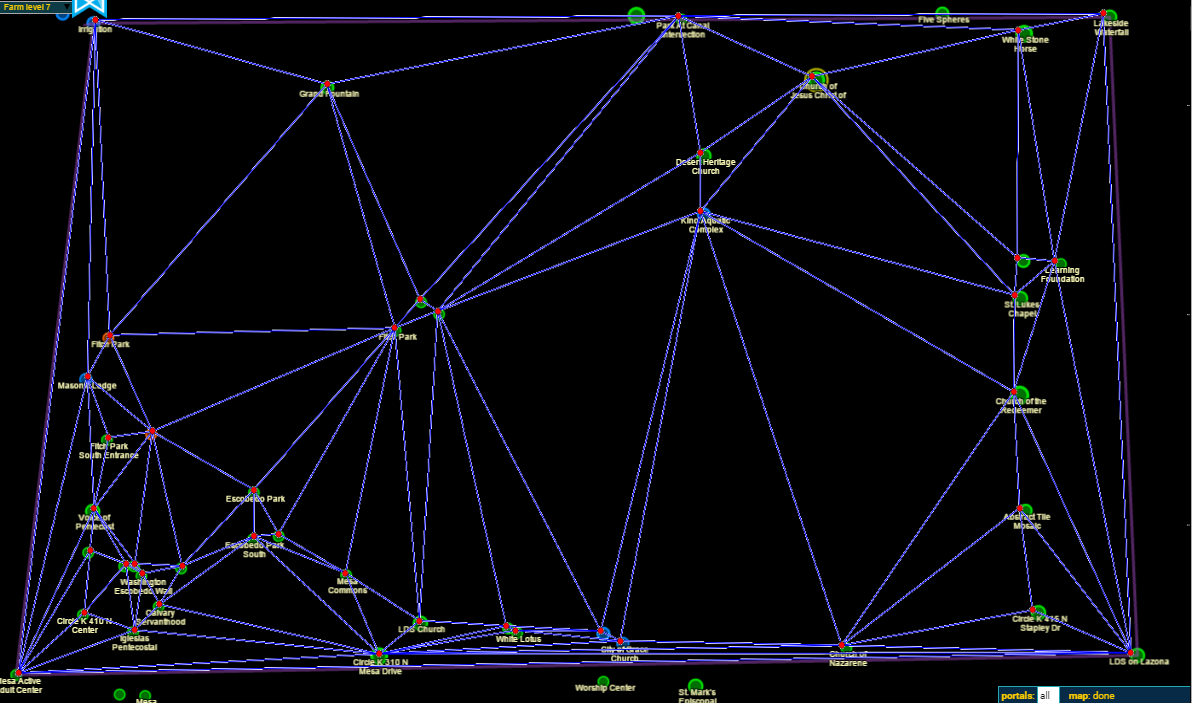 Farm level 7
Irrigation
Park At Canal
Intervection
Five Spheres
Lakeside
Waterfall
White Stone
Horse
Grand Fountain
Church of
Jesus Christ of
Desert Heritage
Church
Kino Aquatic
Complex
Learning
Foundation
St. Lukes
Chapel
Fitch Park
Fitch Park
Masonic Lodge
Church of the
Redeemer
Fitch Park
South Entrance
Escobedo Park
Voice of
Pentecost
Abstract Tile
Mosaic
Escobedo Park
South
Washington
Escobedo Wall
Mesa
Commons
Calvary
Servanthood
Circle K 410 N
Center
Circle K 415 N
Stapley Dr
LDS Church
Iglesias
Pentecostal
White Lotus
City of Grace
Church
Church of
Nazarene
Circle K 310 N
Mesa Drive
LDS on Lazona
Mesa Active
dult Center
Worship Center
St. Mark's
Episcopal
Mesa
portals: all map: done